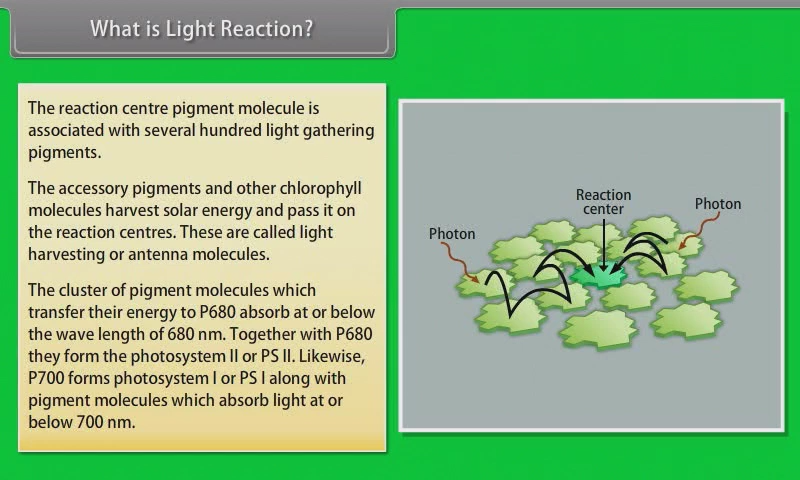 What is Light Reaction?
The reaction centre pigment molecule is
associated with several hundred light gathering
pigments.
The accessory pigments and other chlorophyll
molecules harvest solar energy and pass it on
the reaction centres. These are called light
harvesting or antenna molecules.
The cluster of pigment molecules which
transfer their energy to P680 absorb at or below
the wave length of 680 nm. Together with P680
they form the photosystem II or PS II. Likewise,
P700 forms photosystem I or PS I along with
pigment molecules which absorb light at or
below 700 nm.
Reaction
center
Photon
Photon